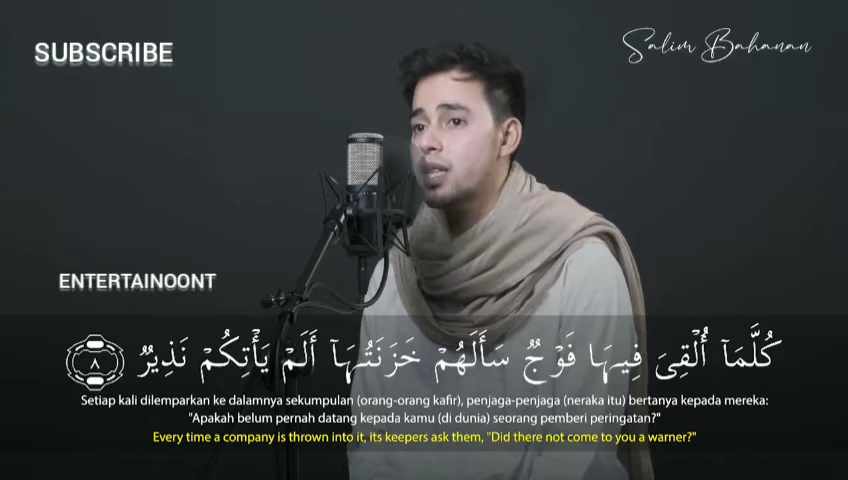 SUBSCRIBE
Salim Bahanan
ENTERTAINOONT
كُلَّمَآ أُلْقِىَ فِيهَا فَوْجٌ سَأَلَهُمْ خَزَنَتُهَآ أَلَمْ يَأْتِكُمْ نَذِيرٌ ٨
Setiap kali dilemparkan ke dalamnya sekumpulan (orang-orang kafir), penjaga-penjaga (neraka itu) bertanya kepada mereka:
"Apakah belum pernah datang kepada kamu (di dunia) seorang pemberi peringatan?"
Every time a company is thrown into it, its keepers ask them, "Did there not come to you a warner?"